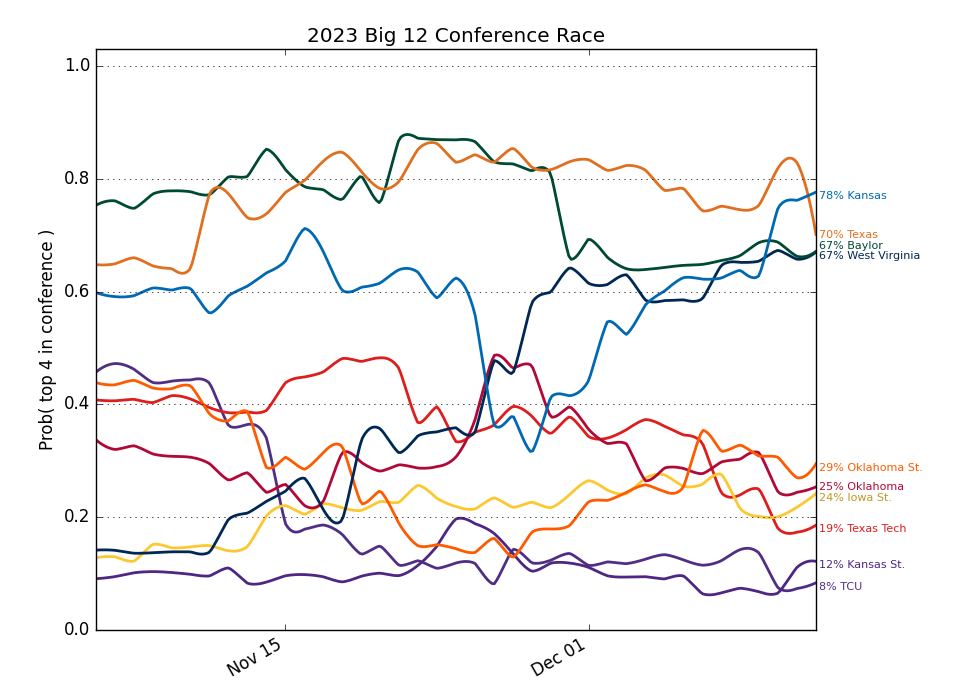 2023 Big 12 Conference Race
Prob( top 4 in conference )
1.0
0.8
0.6
0.4
0.2
0.0
Nov 15
Dec 01
78% Kansas
70% Texas
67% Baylor
67% West Virginia
29% Oklahoma St.
25% Oklahoma
24% Iowa St.
19% Texas Tech
12% Kansas St.
8% TCU